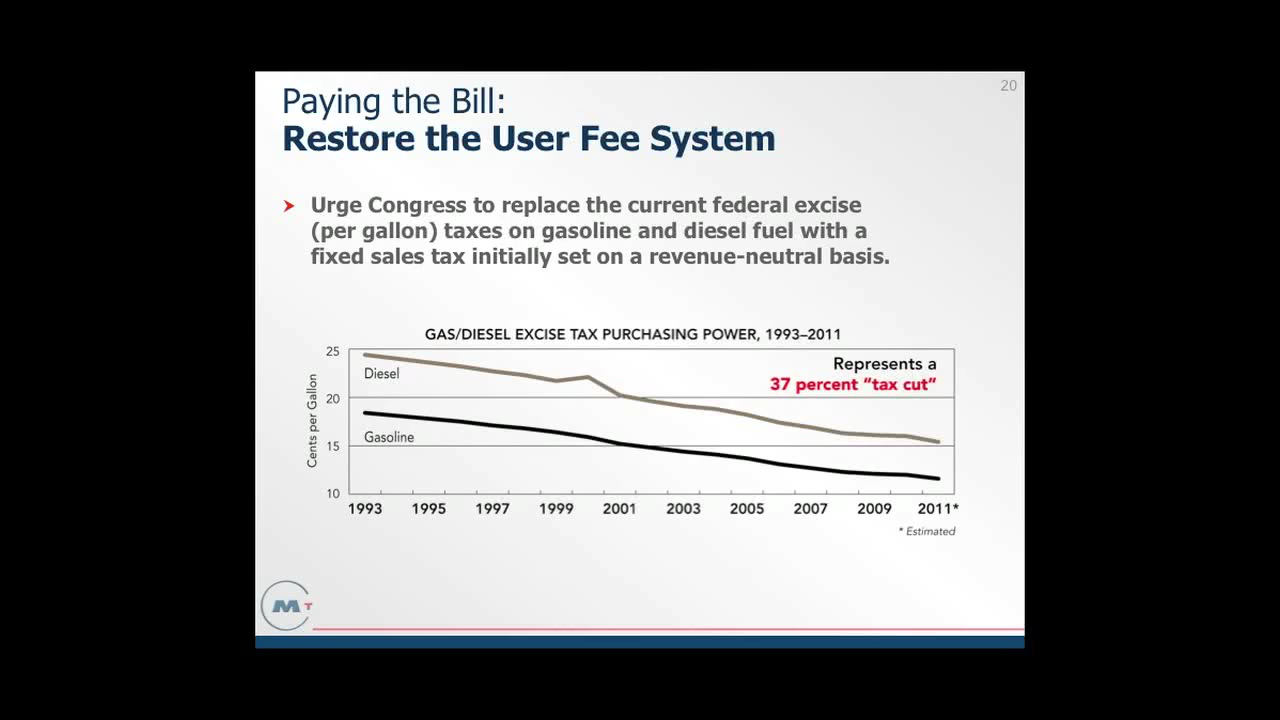 20
Paying the Bill:
Restore the User Fee System
Urge Congress to replace the current federal excise
(per gallon) taxes on gasoline and diesel fuel with a
fixed sales tax initially set on a revenue-neutral basis.
GAS/DIESEL EXCISE TAX PURCHASING POWER, 1993–2011
25
20
15
10
Cents per Gallon
Diesel
Gasoline
Represents a
37 percent “tax cut”
1993 1995 1997 1999 2001 2003 2005 2007 2009 2011*
* Estimated
MT